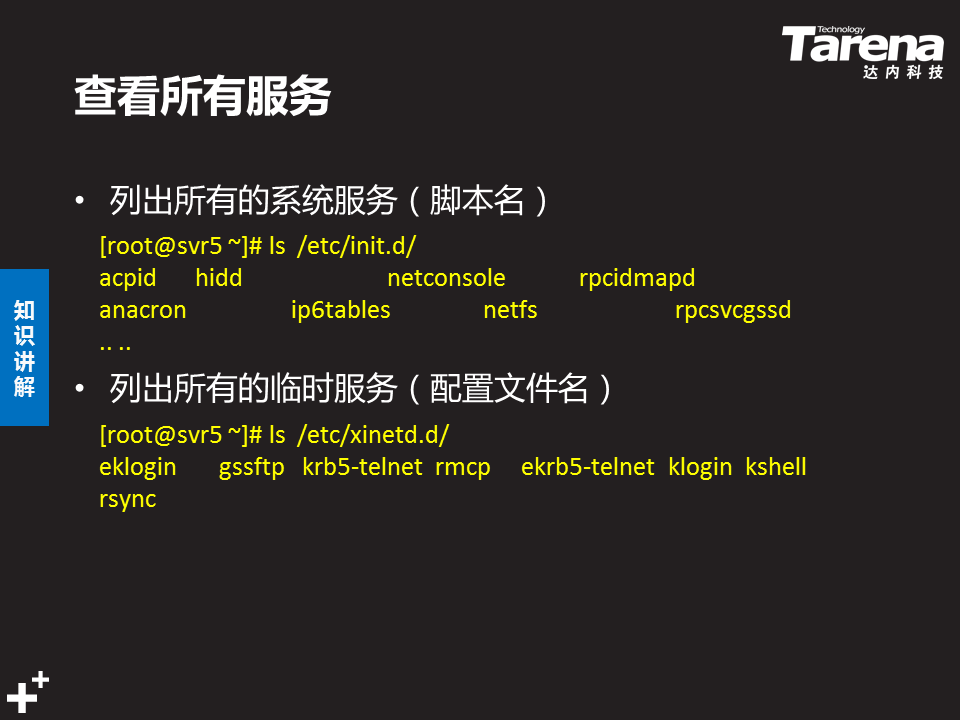 Technology
Tarena
达内科技
查看所有服务
• 列出所有的系统服务（脚本名）
[root@svr5 ~]# ls /etc/init.d/
acpid hidd netconsole rpcidmapd
anacron ip6tables netfs rpcsvcgssd
.. ..
知识讲解
• 列出所有的临时服务（配置文件名）
[root@svr5 ~]# ls /etc/xinetd.d/
eklogin gssftp krb5-telnet rmcp ekrb5-telnet klogin kshell
rsync